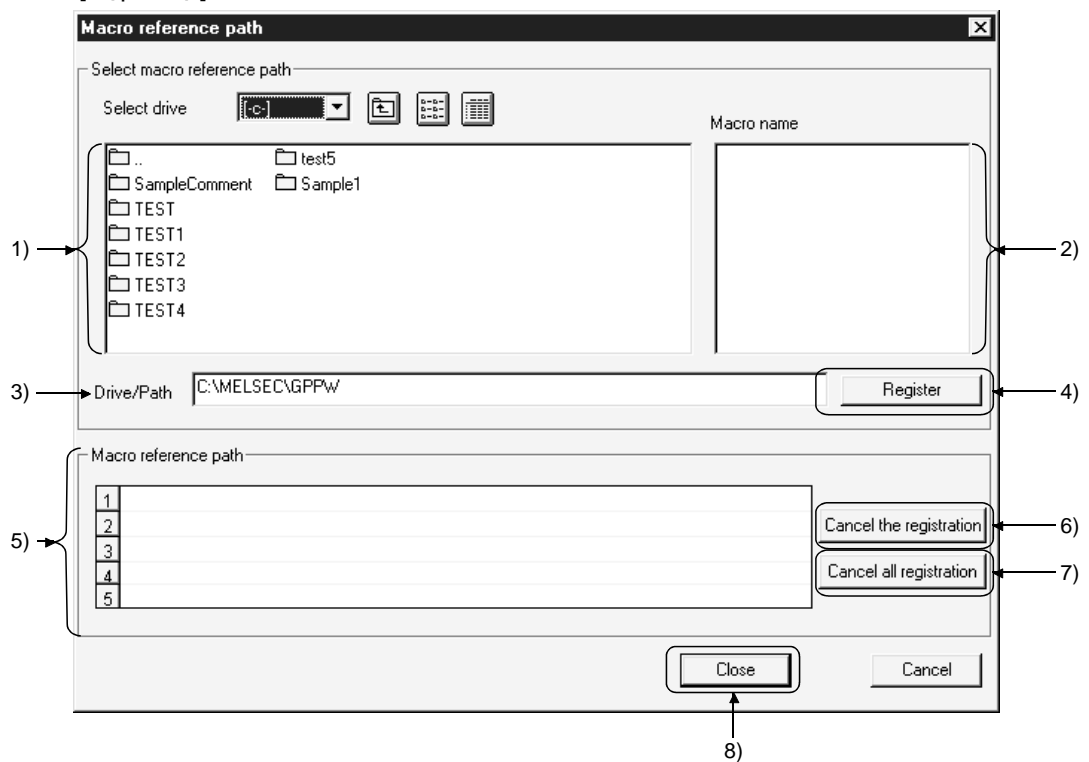 Macro reference path
Select macro reference path
Select drive [-c-]
Macro name
.. test5
SampleComment Sample1
TEST
TEST1
1) 2)
TEST2
TEST3
TEST4
3) Drive/Path C:\MELSEC\GPPW Register 4)
Macro reference path
1
2 Cancel the registration 6)
5) 3
4 Cancel all registration 7)
5
Close Cancel
8)